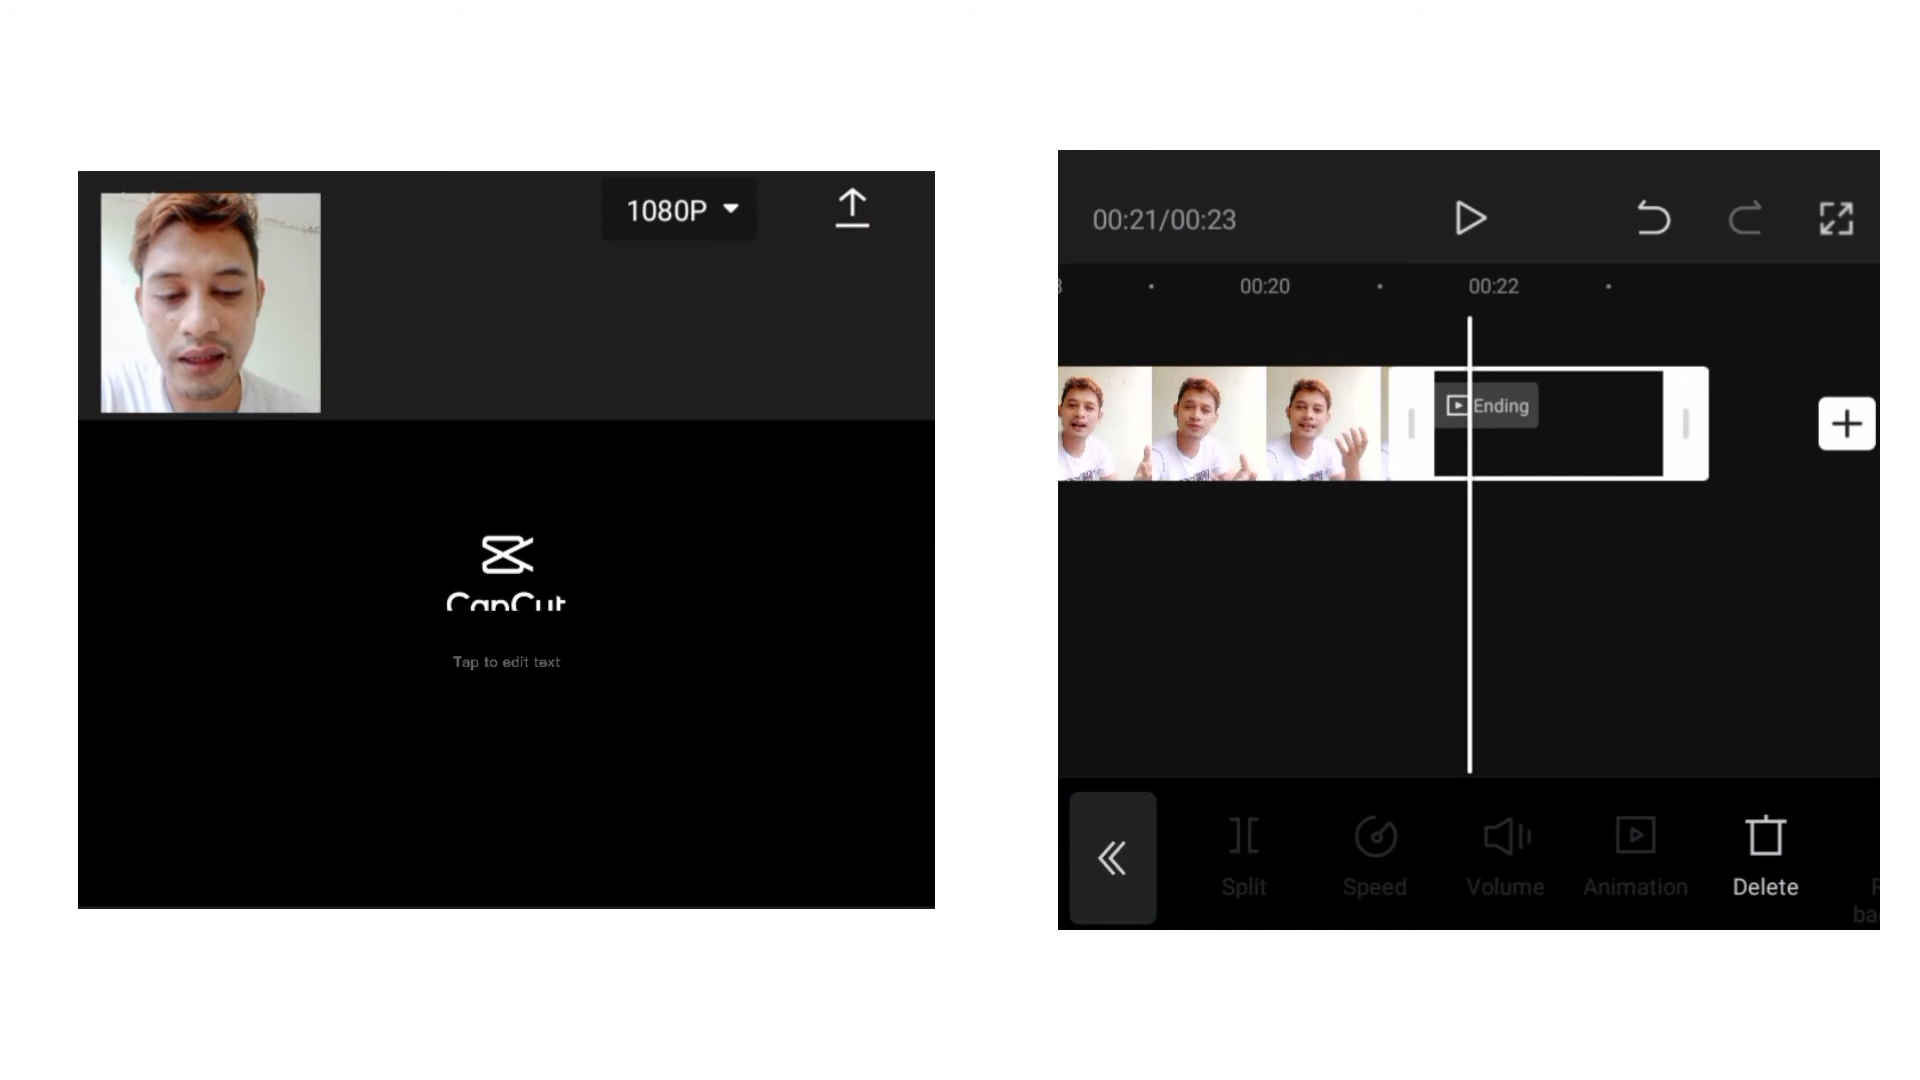 1080P
CapCut
Tap to edit text
00:21/00:23
00:20
00:22
Ending
Split
Speed
Volume
Animation
Delete